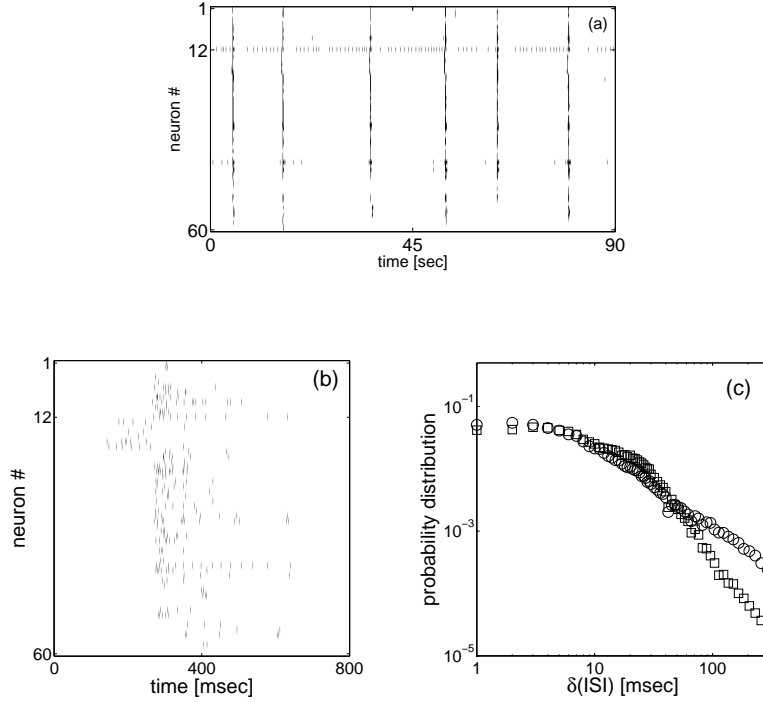 (a)
1
12
60
neuron #
0
45
90
time [sec]
(b)
1
12
60
neuron #
0
400
800
time [msec]
(c)
10^-1
10^-3
10^-5
probability distribution
1
10
100
δ(ISI) [msec]